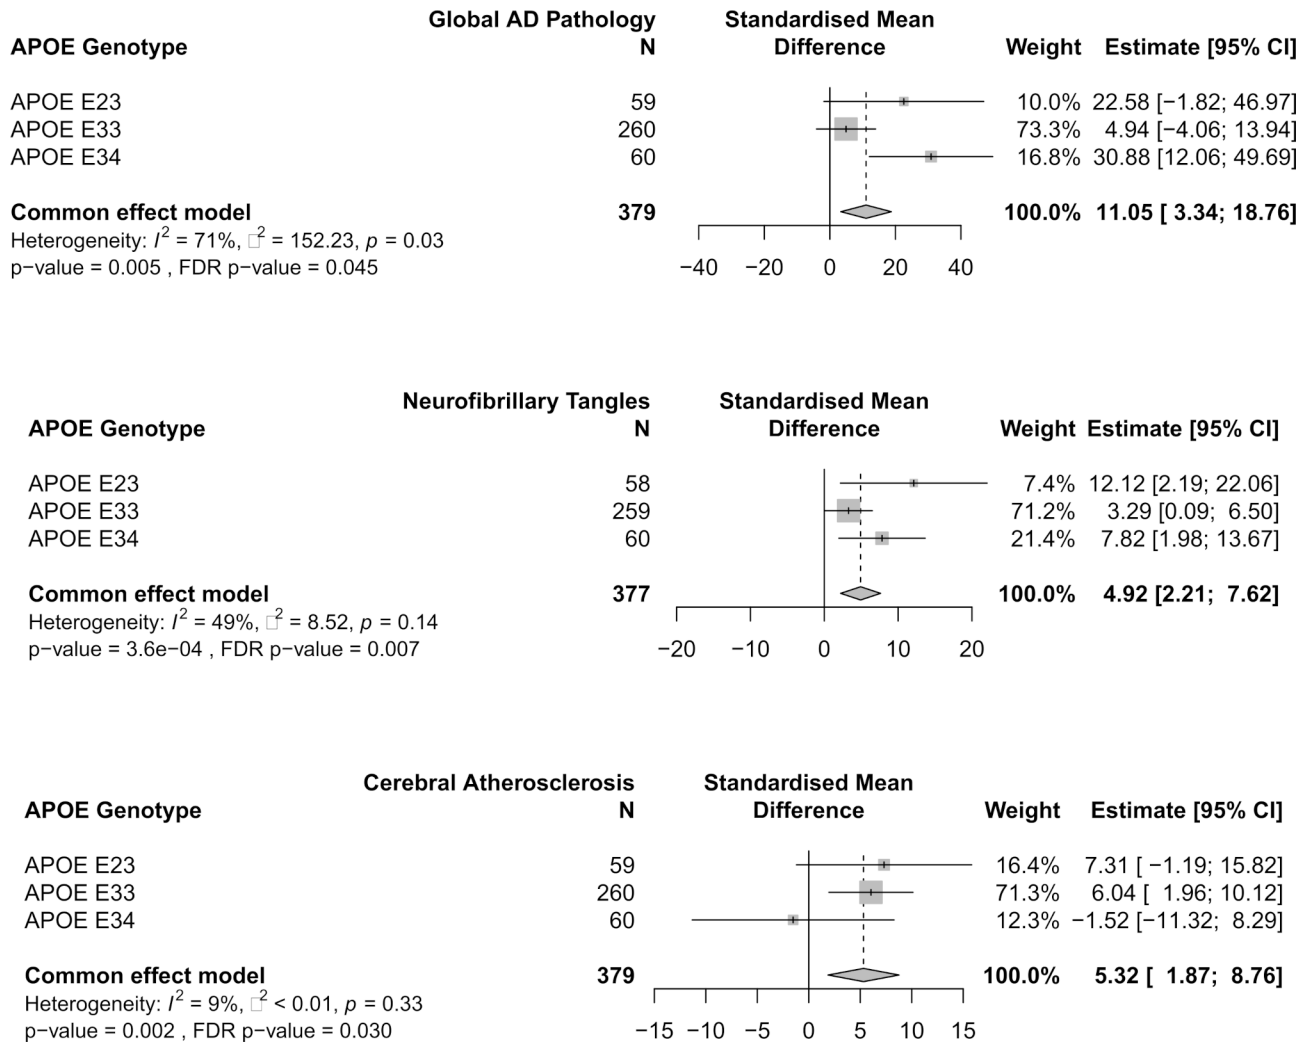 Global AD Pathology Standardised Mean
APOE Genotype N Difference Weight Estimate [95% CI]
APOE E23 59 10.0% 22.58 [−1.82; 46.97]
APOE E33 260 73.3% 4.94 [−4.06; 13.94]
APOE E34 60 16.8% 30.88 [12.06; 49.69]
Common effect model 379 100.0% 11.05 [ 3.34; 18.76]
Heterogeneity: I² = 71%, □² = 152.23, p = 0.03
p−value = 0.005 , FDR p−value = 0.045
−40 −20 0 20 40
Neurofibrillary Tangles Standardised Mean
APOE Genotype N Difference Weight Estimate [95% CI]
APOE E23 58 7.4% 12.12 [2.19; 22.06]
APOE E33 259 71.2% 3.29 [0.09; 6.50]
APOE E34 60 21.4% 7.82 [1.98; 13.67]
Common effect model 377 100.0% 4.92 [2.21; 7.62]
Heterogeneity: I² = 49%, □² = 8.52, p = 0.14
p−value = 3.6e−04 , FDR p−value = 0.007
−20 −10 0 10 20
Cerebral Atherosclerosis Standardised Mean
APOE Genotype N Difference Weight Estimate [95% CI]
APOE E23 59 16.4% 7.31 [ −1.19; 15.82]
APOE E33 260 71.3% 6.04 [ 1.96; 10.12]
APOE E34 60 12.3% −1.52 [−11.32; 8.29]
Common effect model 379 100.0% 5.32 [ 1.87; 8.76]
Heterogeneity: I² = 9%, □² < 0.01, p = 0.33
p−value = 0.002 , FDR p−value = 0.030
−15 −10 −5 0 5 10 15